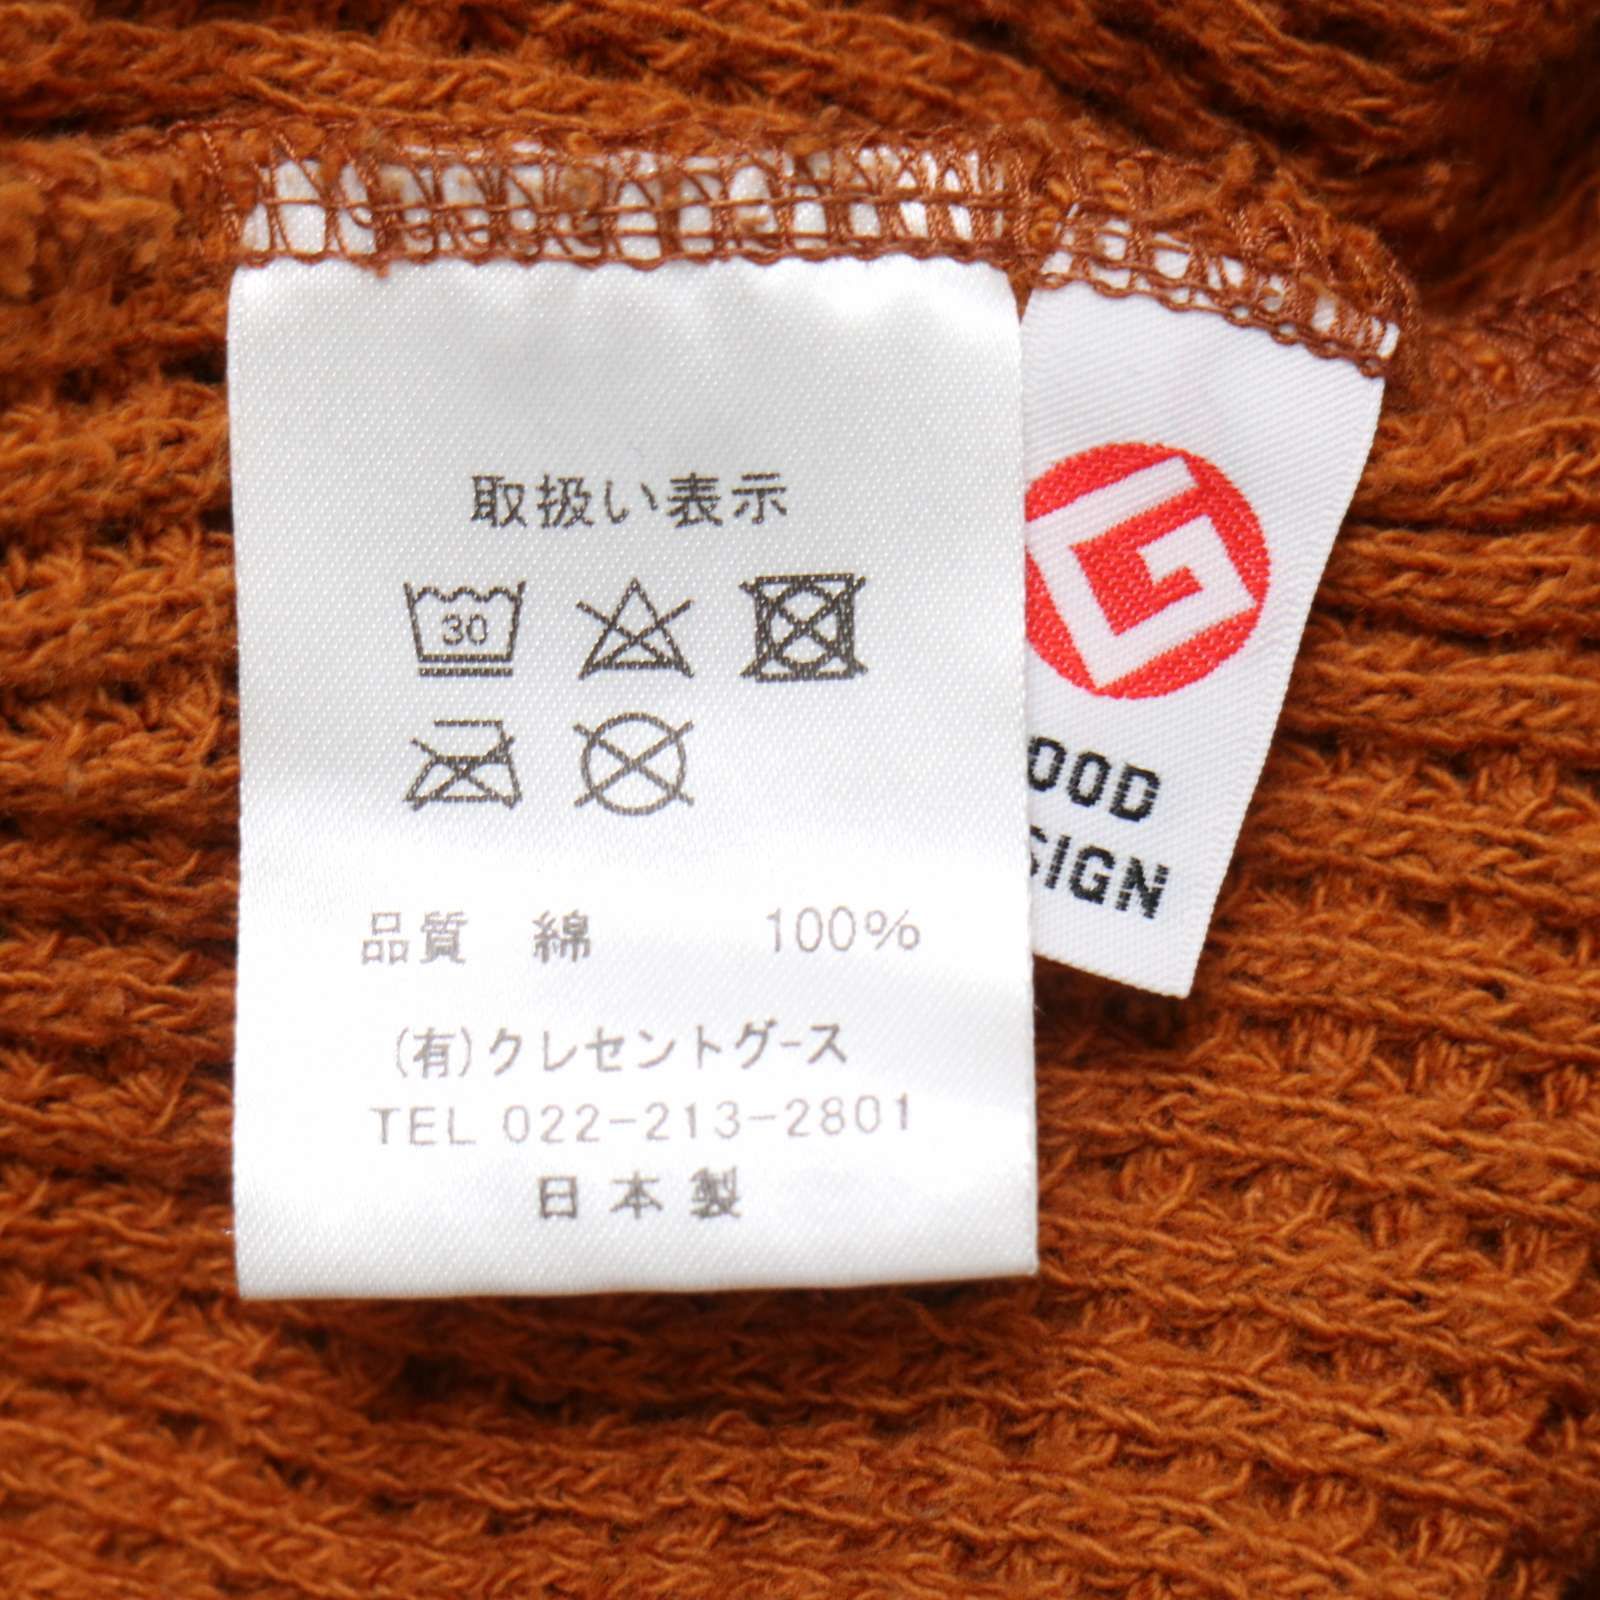 取扱い表示
30
品質 綿 100%
(有)クレセントグース
TEL 022-213-2801
日本製
OOD
SIGN